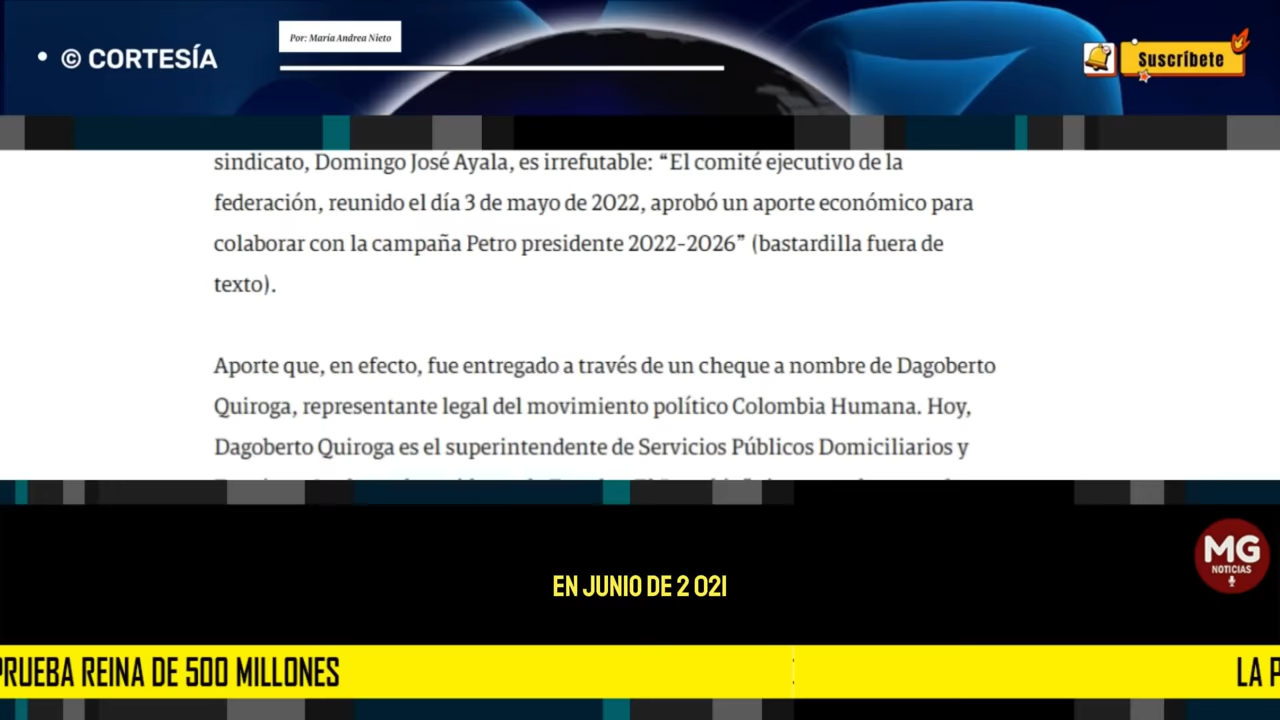 • © CORTESÍA
Por: María Andrea Nieto
Suscríbete
sindicato, Domingo José Ayala, es irrefutable: “El comité ejecutivo de la
federación, reunido el día 3 de mayo de 2022, aprobó un aporte económico para
colaborar con la campaña Petro presidente 2022-2026” (bastardilla fuera de
texto).
Aporte que, en efecto, fue entregado a través de un cheque a nombre de Dagoberto
Quiroga, representante legal del movimiento político Colombia Humana. Hoy,
Dagoberto Quiroga es el superintendente de Servicios Públicos Domiciliarios y
MG
NOTICIAS
EN JUNIO DE 2 021
PRUEBA REINA DE 500 MILLONES
LA P